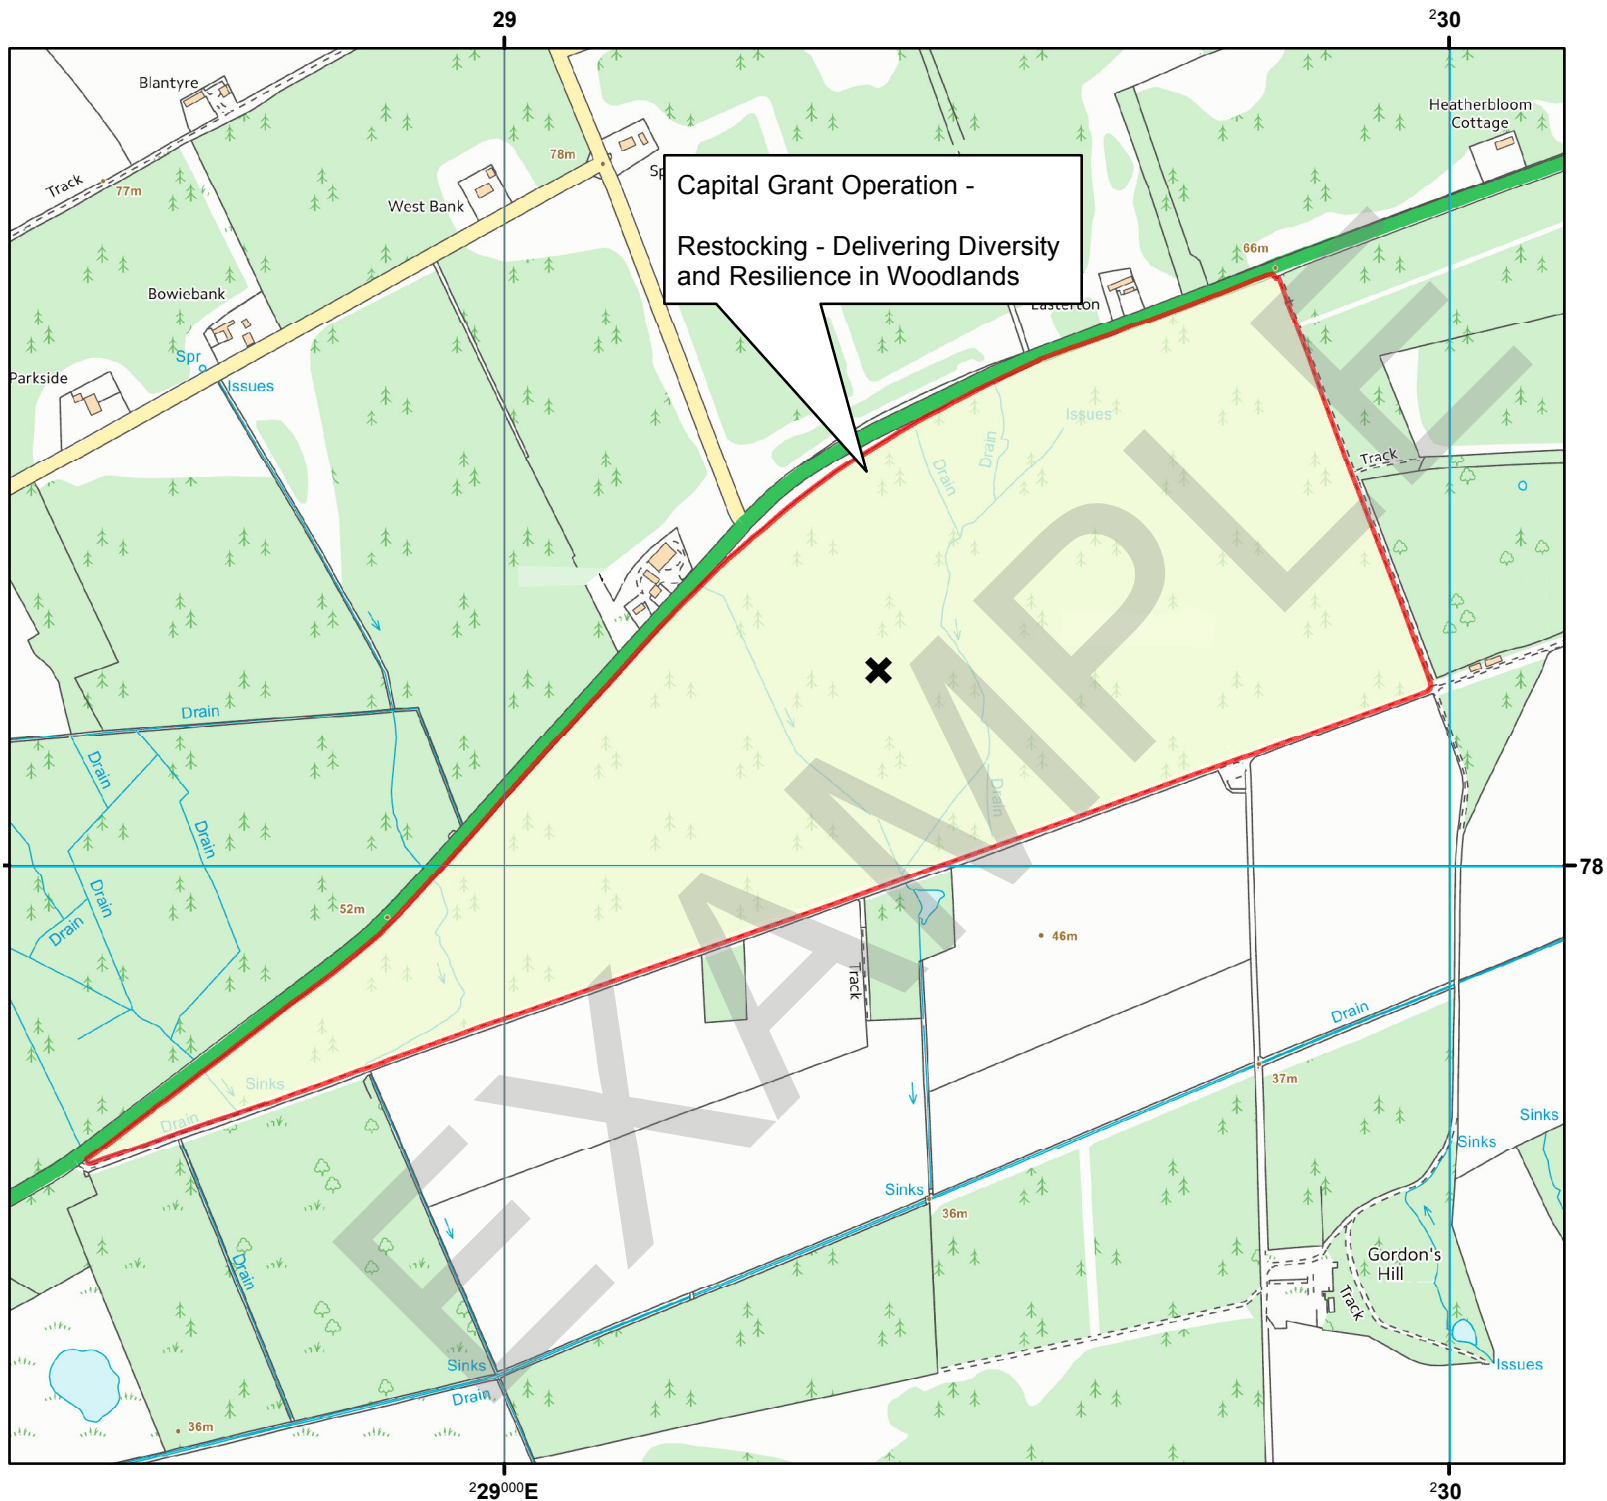 29
²30
Blantyre
Heatherbloom
Cottage
78m
Track
77m
Sp
West Bank
Capital Grant Operation -
Restocking - Delivering Diversity
and Resilience in Woodlands
66m
Bowiebank
Easterton
Spr
Issues
Parkside
Issues
Drain
Drain
Track
EXAMPLE
Drain
Drain
Drain
Drain
78
Drain
Drain
52m
46m
Track
Drain
Sinks
37m
Drain
Sinks
Sinks
Sinks
36m
Drain
Gordon's
Hill
Track
Sinks
Issues
Drain
36m
²29⁰⁰⁰E
²30